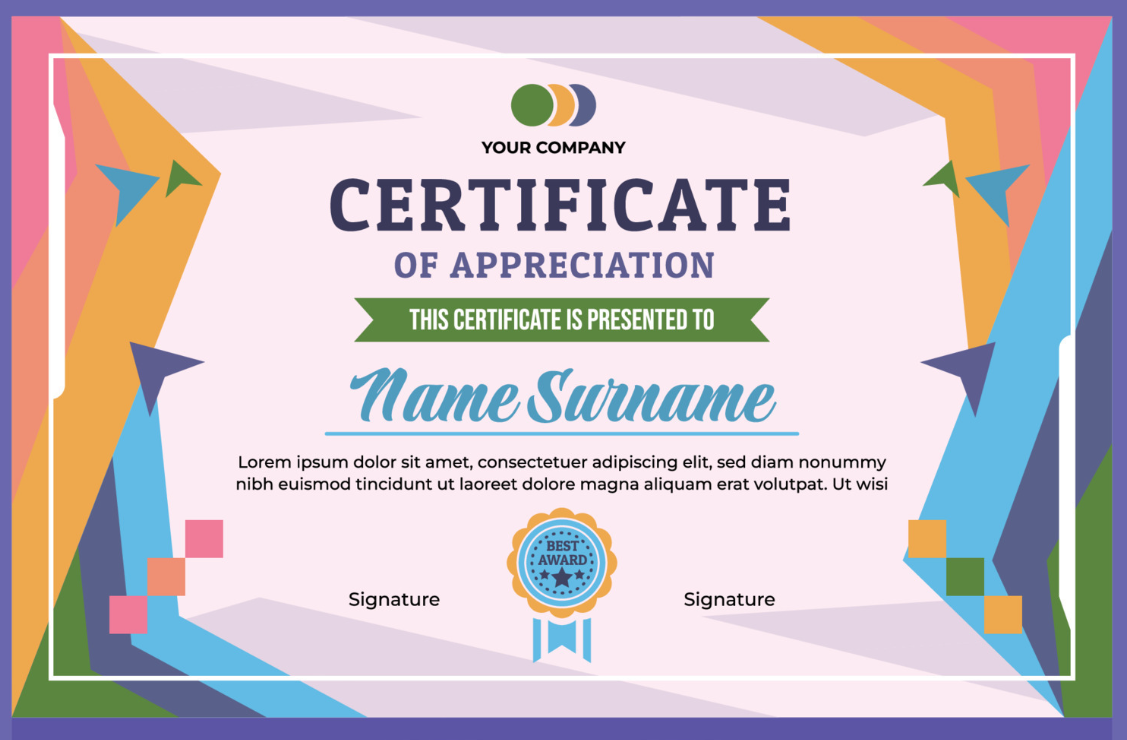 YOUR COMPANY
CERTIFICATE
OF APPRECIATION
THIS CERTIFICATE IS PRESENTED TO
Name Surname
Lorem ipsum dolor sit amet, consectetuer adipiscing elit, sed diam nonummy
nibh euismod tincidunt ut laoreet dolore magna aliquam erat volutpat. Ut wisi
BEST
AWARD
Signature
Signature